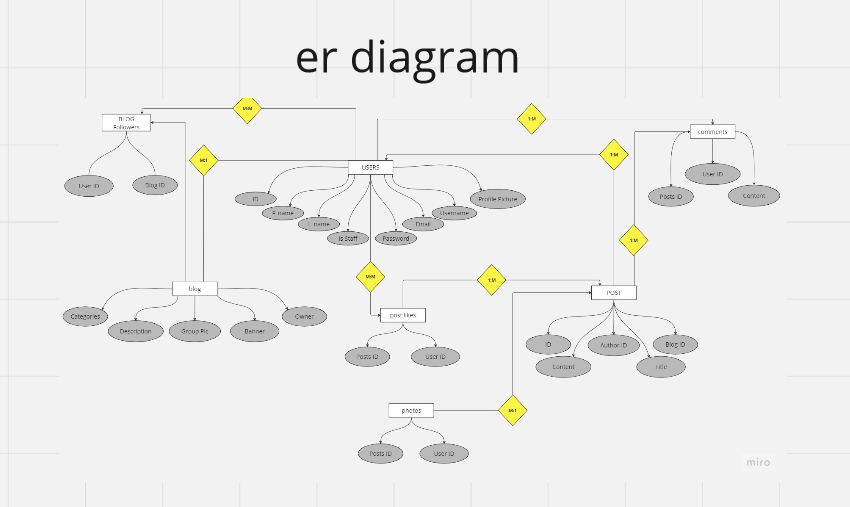 er diagram
M:M
BLOG
Followers
1:M
comments
M:1
1:M
USERS
User ID
Blog ID
ID
F name
L name
Is Staff
Password
Email
Username
Profile Picture
User ID
Posts ID
Content
1:M
M:M
1:M
blog
POST
Categories
Description
Group Pic
Banner
Owner
post likes
Posts ID
User ID
ID
Content
Author ID
Title
Blog ID
photos
M:1
Posts ID
User ID
miro